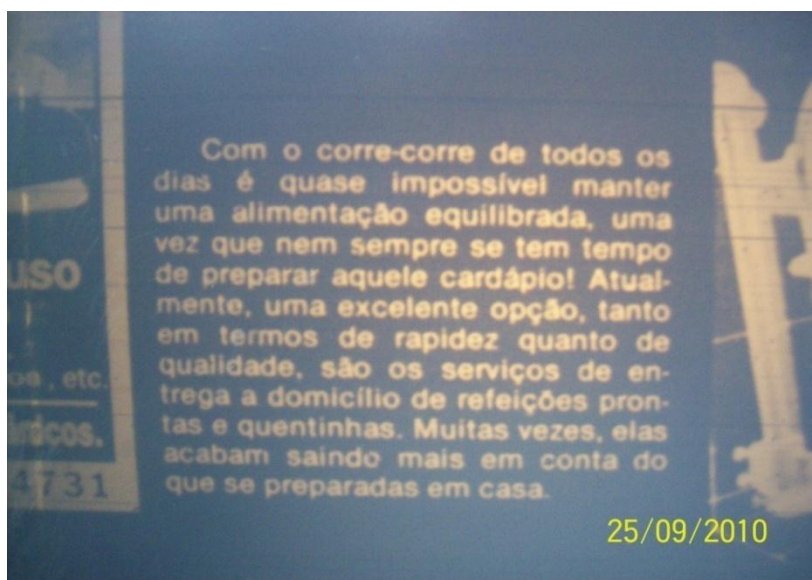 Com o corre-corre de todos os
dias é quase impossível manter
uma alimentação equilibrada, uma
vez que nem sempre se tem tempo
de preparar aquele cardápio! Atual-
mente, uma excelente opção, tanto
em termos de rapidez quanto de
qualidade, são os serviços de en-
trega a domicílio de refeições pron-
tas e quentinhas. Muitas vezes, elas
acabam saindo mais em conta do
que se preparadas em casa.
uso
etc.
4731
25/09/2010